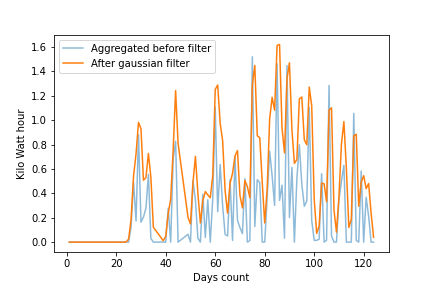 Aggregated before filter
After gaussian filter
Kilo Watt hour
1.6
1.4
1.2
1.0
0.8
0.6
0.4
0.2
0.0
0 20 40 60 80 100 120
Days count